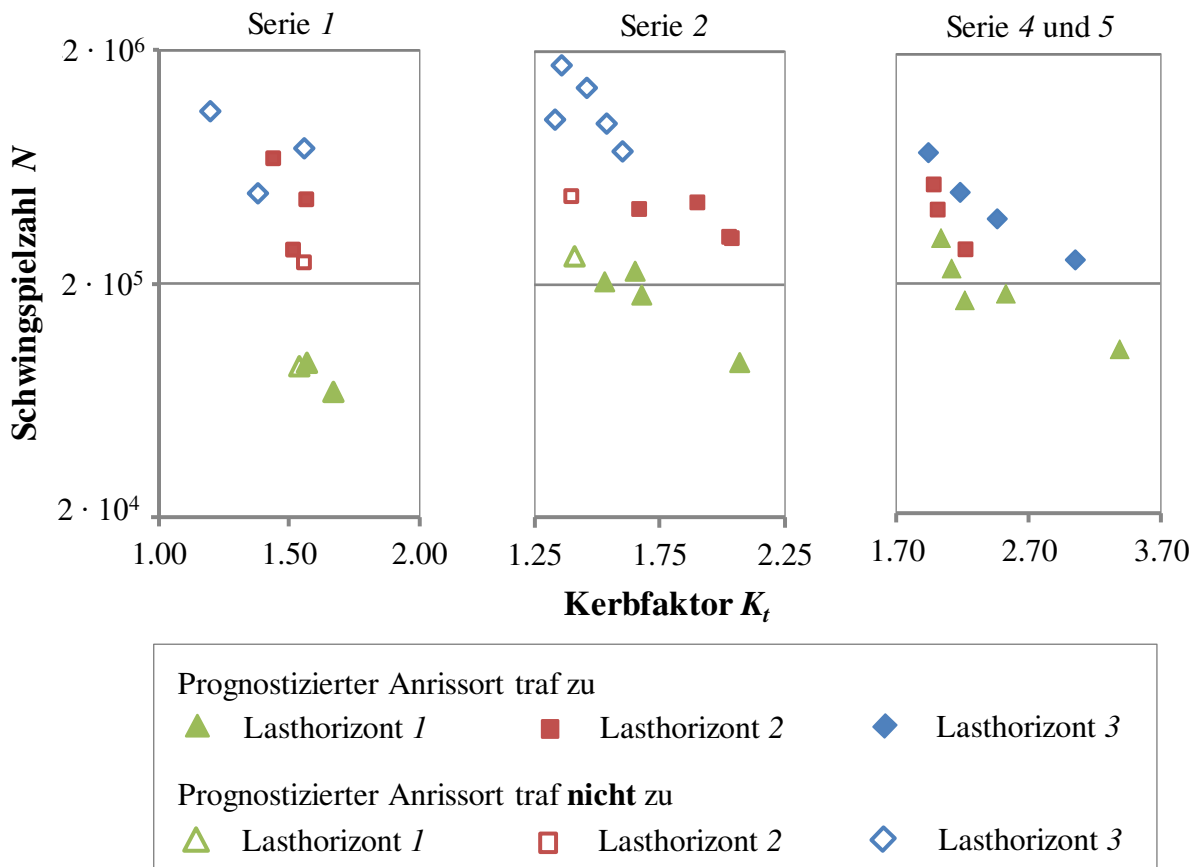 Serie 1
Serie 2
Serie 4 und 5
Schwingspielzahl N
2 · 10⁶
2 · 10⁵
2 · 10⁴
1.00
1.50
2.00
1.25
1.75
2.25
1.70
2.70
3.70
Kerbfaktor Kₜ
Prognostizierter Anrissort traf zu
Lasthorizont 1
Lasthorizont 2
Lasthorizont 3
Prognostizierter Anrissort traf nicht zu
Lasthorizont 1
Lasthorizont 2
Lasthorizont 3